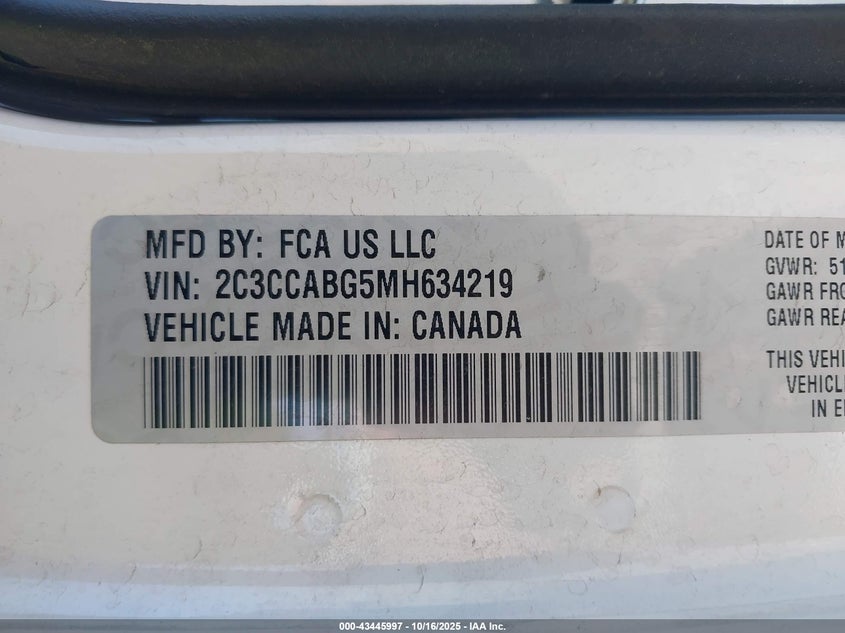 MFD BY: FCA US LLC
VIN: 2C3CCABG5MH634219
VEHICLE MADE IN: CANADA
DATE OF M
GVWR: 51
GAWR FRO
GAWR REA
THIS VEHI
VEHICL
IN E
000-43445997 - 10/16/2025 - IAA Inc.